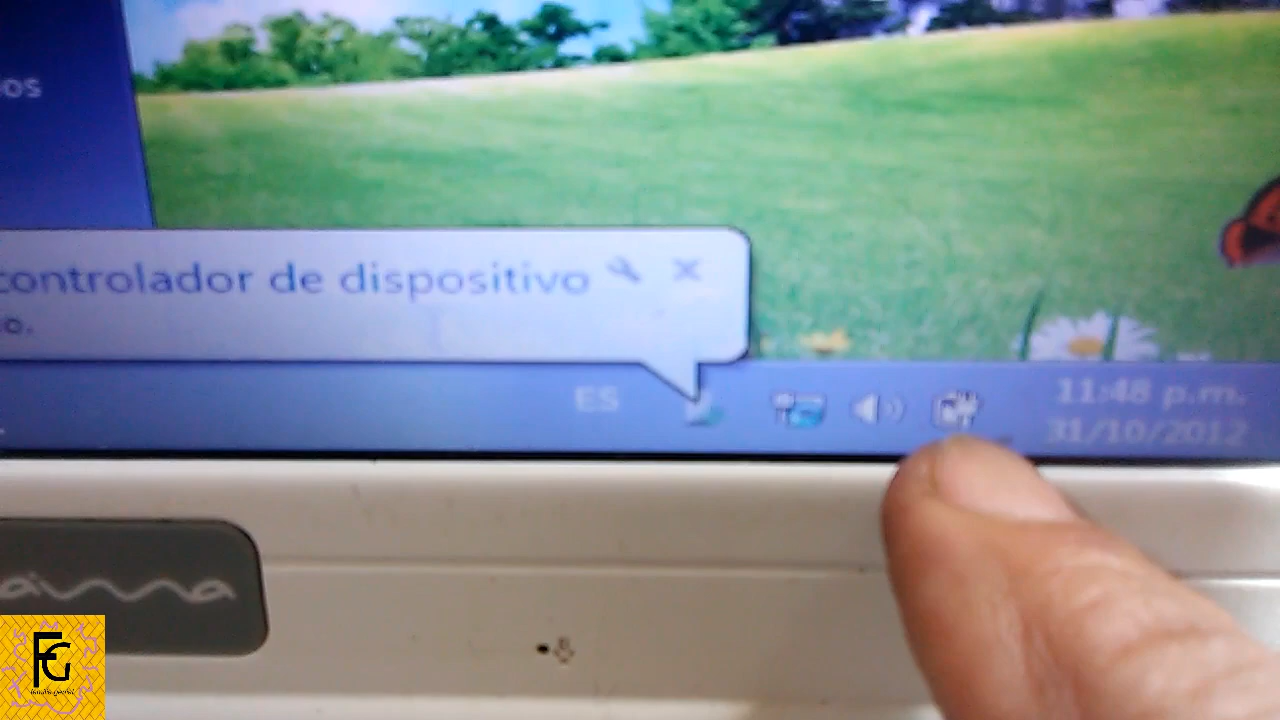 os
controlador de dispositivo
o.
ES
11:48 p.m.
31/10/2012
FG